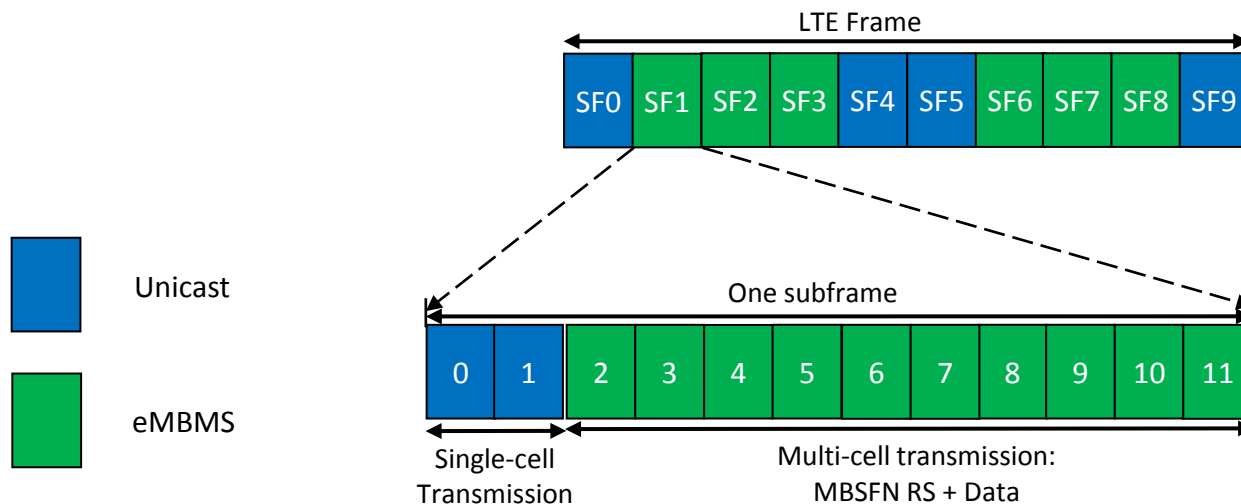 LTE Frame
SF0 SF1 SF2 SF3 SF4 SF5 SF6 SF7 SF8 SF9
Unicast
One subframe
0 1 2 3 4 5 6 7 8 9 10 11
eMBMS
Single-cell
Transmission
Multi-cell transmission:
MBSFN RS + Data